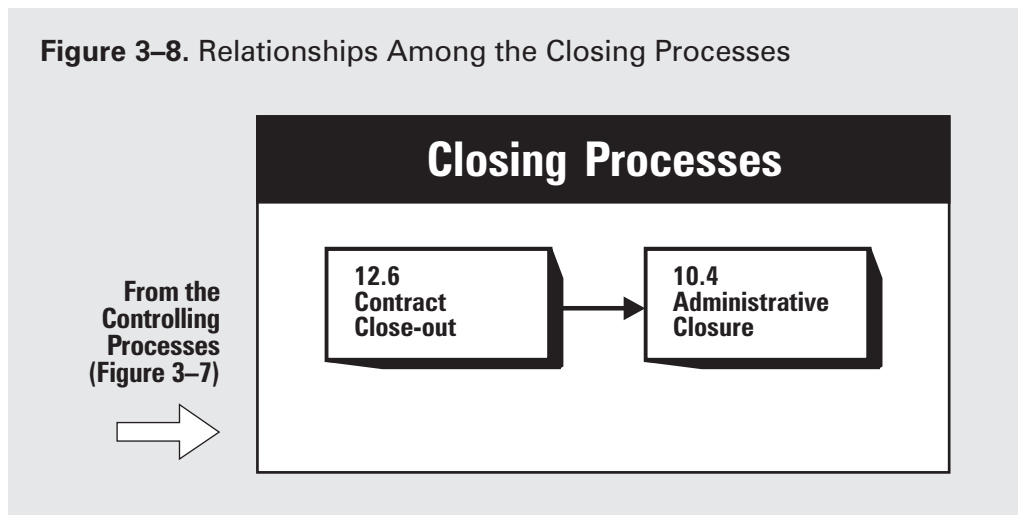 Figure 3–8. Relationships Among the Closing Processes
Closing Processes
From the
Controlling
Processes
(Figure 3–7)
12.6
Contract
Close-out
10.4
Administrative
Closure